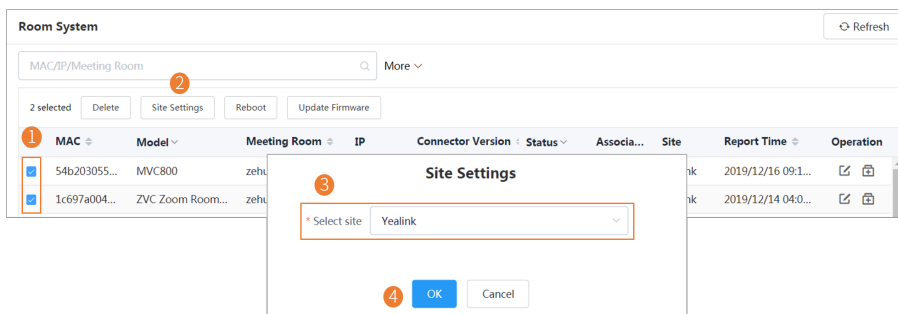 Room System
Refresh
MAC/IP/Meeting Room
More
2
2 selected Delete Site Settings Reboot Update Firmware
1
MAC Model Meeting Room IP Connector Version Status Associa... Site Report Time Operation
54b203055... MVC800 zehu nk 2019/12/16 09:1...
1c697a004... ZVC Zoom Room... zehu nk 2019/12/14 04:0...
Site Settings
3
* Select site Yealink
4 OK Cancel